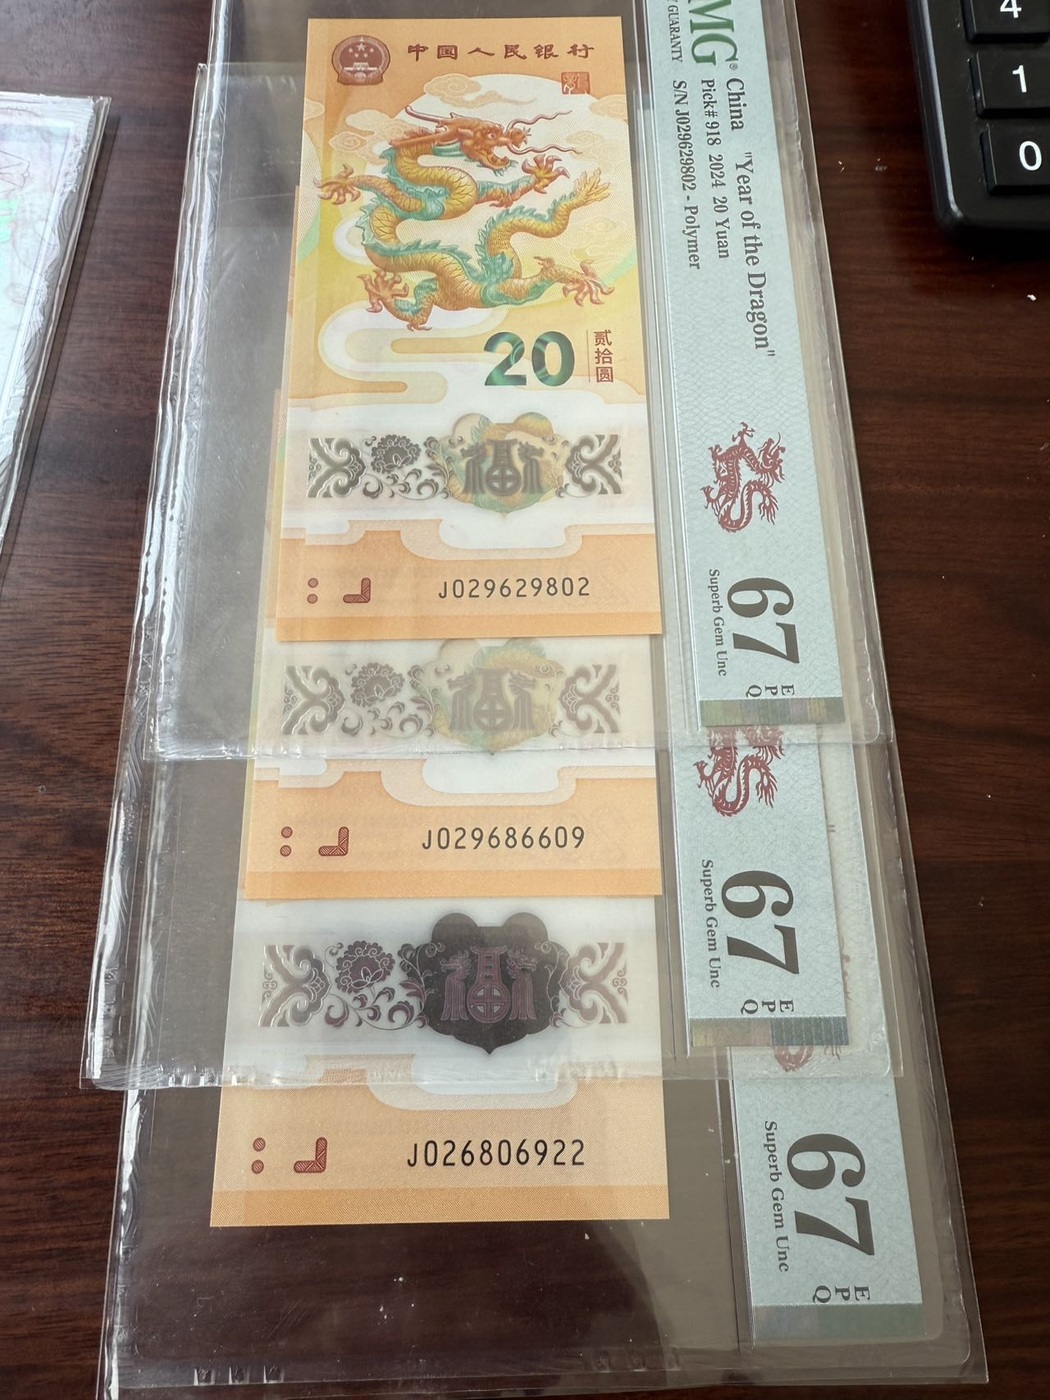 中国人民银行
20
贰拾圆
J029629802
J029686609
J026806922
MG®
GUARANTY
China "Year of the Dragon"
Pick# 918 2024 20 Yuan
S/N J029629802 - Polymer
67 EPQ
Superb Gem Unc
67 EPQ
Superb Gem Unc
67 EPQ
Superb Gem Unc
4
1
0